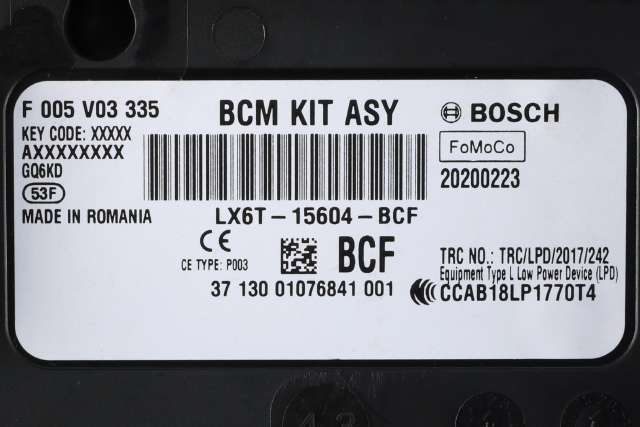 F 005 V03 335
BCM KIT ASY
BOSCH
KEY CODE: XXXXX
AXXXXXXXX
FoMoCo
GQ6KD
20200223
53F
MADE IN ROMANIA
LX6T-15604-BCF
CE
BCF
TRC NO.: TRC/LPD/2017/242
CE TYPE: P003
Equipment Type L Low Power Device (LPD)
37 130 01076841 001
CCAB18LP1770T4